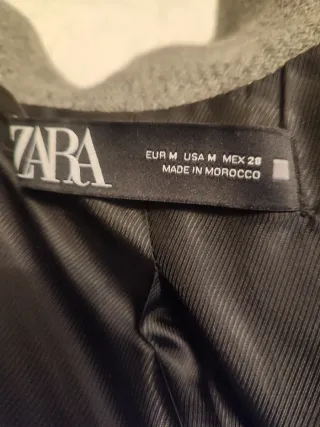 ZARA
EUR M USA M MEX 28
MADE IN MOROCCO